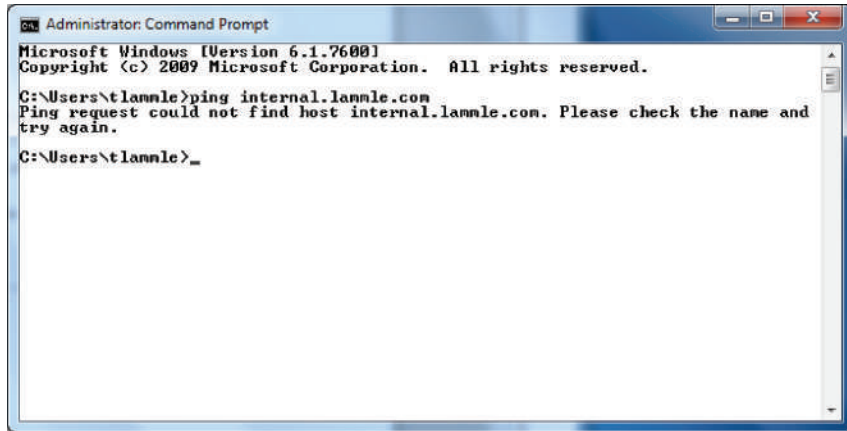 Administrator: Command Prompt
Microsoft Windows [Version 6.1.7600]
Copyright (c) 2009 Microsoft Corporation.  All rights reserved.
C:\Users\tlammle>ping internal.lammle.com
Ping request could not find host internal.lammle.com. Please check the name and
try again.
C:\Users\tlammle>_